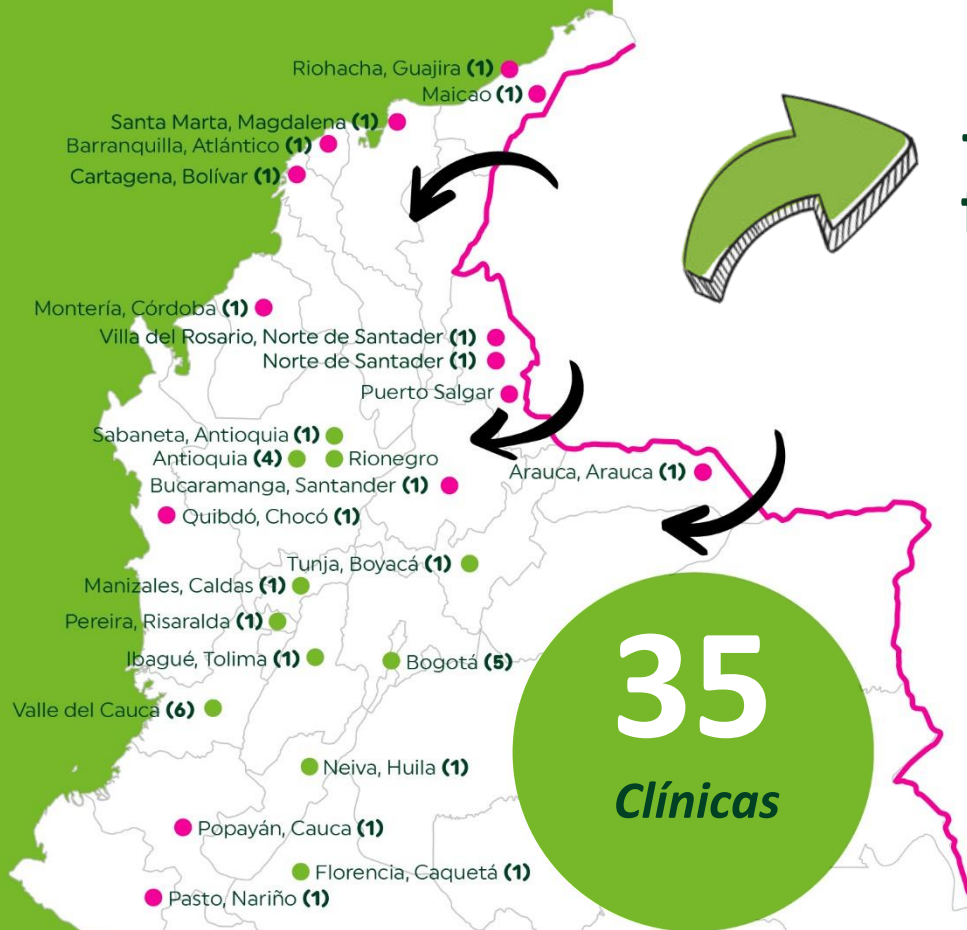 Riohacha, Guajira (1)
Maicao (1)
Santa Marta, Magdalena (1)
Barranquilla, Atlántico (1)
Cartagena, Bolívar (1)
Montería, Córdoba (1)
Villa del Rosario, Norte de Santader (1)
Norte de Santader (1)
Puerto Salgar
Sabaneta, Antioquia (1)
Antioquia (4)
Rionegro
Arauca, Arauca (1)
Bucaramanga, Santander (1)
Quibdó, Chocó (1)
Tunja, Boyacá (1)
Manizales, Caldas (1)
Pereira, Risaralda (1)
Ibagué, Tolima (1)
Bogotá (5)
Valle del Cauca (6)
Neiva, Huila (1)
Popayán, Cauca (1)
Florencia, Caquetá (1)
Pasto, Nariño (1)
35
Clínicas